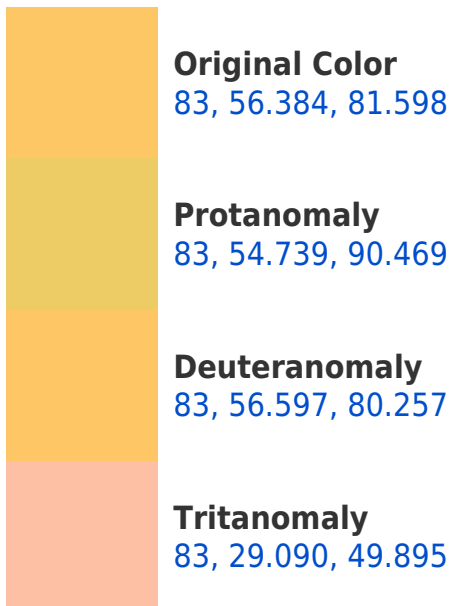 Original Color
83, 56.384, 81.598
Protanomaly
83, 54.739, 90.469
Deuteranomaly
83, 56.597, 80.257
Tritanomaly
83, 29.090, 49.895